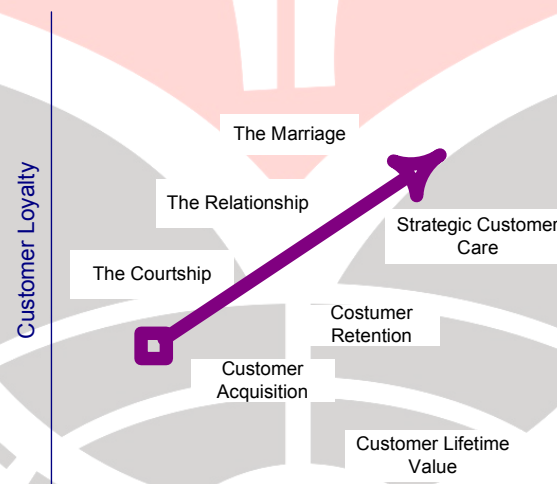 Customer Loyalty
The Marriage
The Relationship
The Courtship
Strategic Customer
Care
Costumer
Retention
Customer
Acquisition
Customer Lifetime
Value